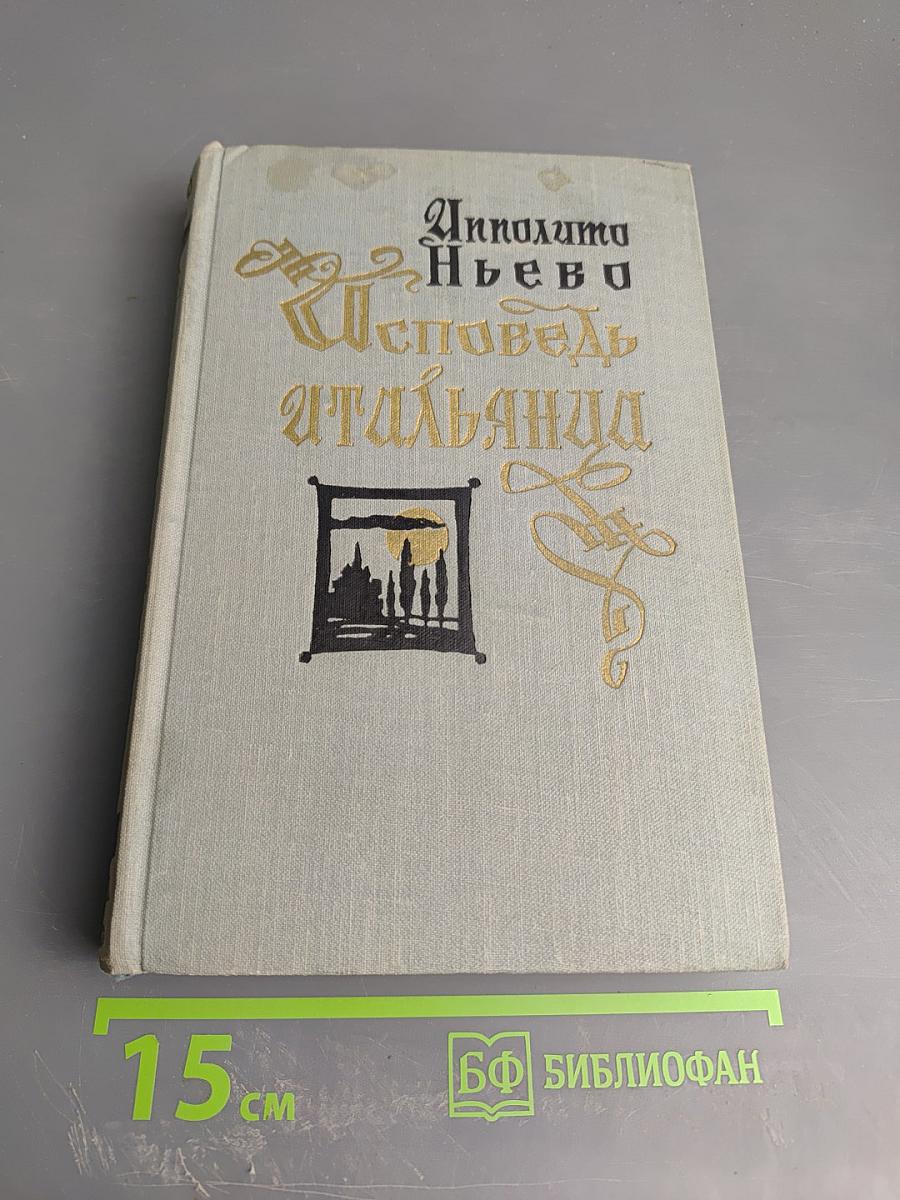 Ипполито
Ньево
Исповедь
итальянца
15 см
БФ БИБЛИОФАН